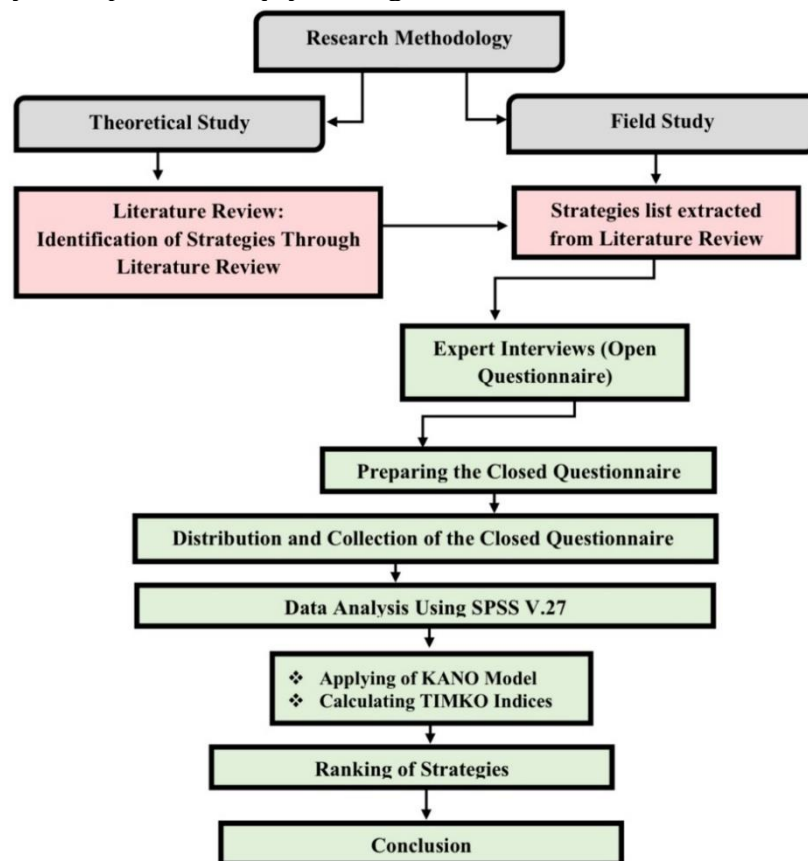 Research Methodology
Theoretical Study
Field Study
Literature Review:
Identification of Strategies Through
Literature Review
Strategies list extracted
from Literature Review
Expert Interviews (Open
Questionnaire)
Preparing the Closed Questionnaire
Distribution and Collection of the Closed Questionnaire
Data Analysis Using SPSS V.27
❖ Applying of KANO Model
❖ Calculating TIMKO Indices
Ranking of Strategies
Conclusion